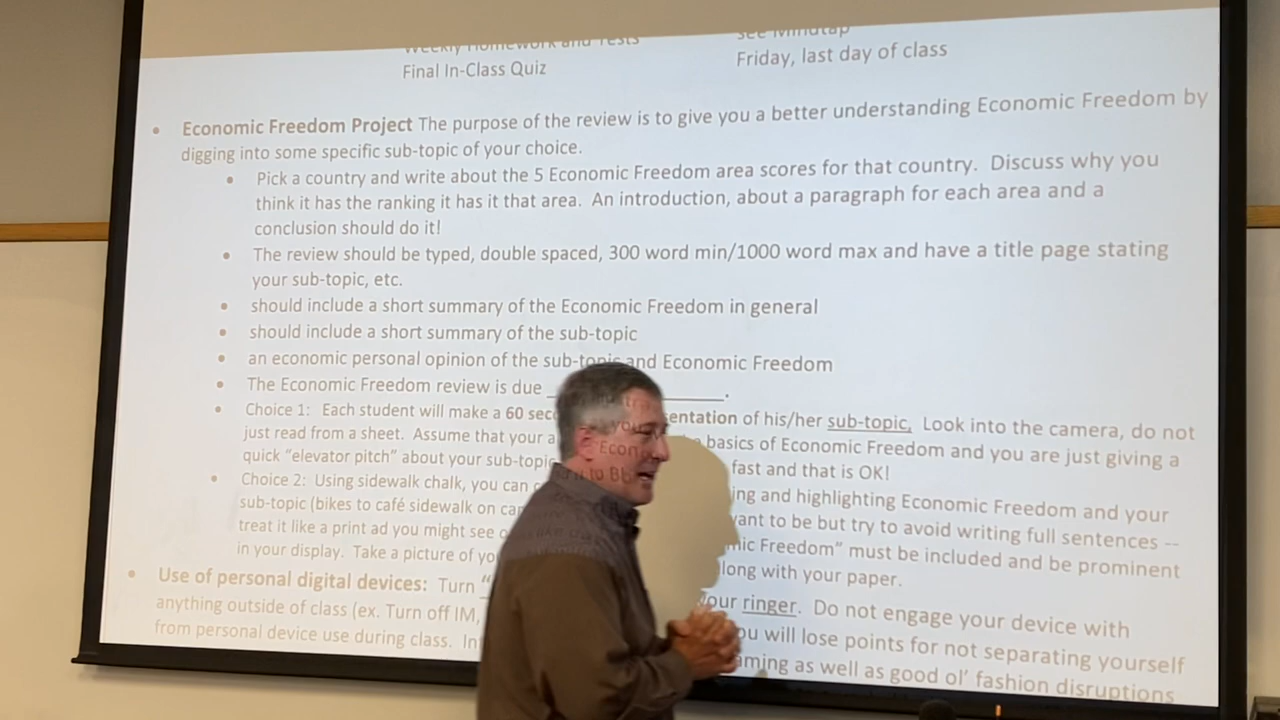 Weekly Homework and Tests see Mindtap
Final In-Class Quiz Friday, last day of class
• Economic Freedom Project The purpose of the review is to give you a better understanding Economic Freedom by
digging into some specific sub-topic of your choice.
• Pick a country and write about the 5 Economic Freedom area scores for that country. Discuss why you
think it has the ranking it has it that area. An introduction, about a paragraph for each area and a
conclusion should do it!
• The review should be typed, double spaced, 300 word min/1000 word max and have a title page stating
your sub-topic, etc.
• should include a short summary of the Economic Freedom in general
• should include a short summary of the sub-topic
• an economic personal opinion of the sub-topic and Economic Freedom
• The Economic Freedom review is due ____________.
• Choice 1: Each student will make a 60 sec entation of his/her sub-topic. Look into the camera, do not
just read from a sheet. Assume that your a basics of Economic Freedom and you are just giving a
quick "elevator pitch" about your sub-topic fast and that is OK!
• Choice 2: Using sidewalk chalk, you can ing and highlighting Economic Freedom and your
sub-topic (bikes to café sidewalk on ca want to be but try to avoid writing full sentences --
treat it like a print ad you might see mic Freedom" must be included and be prominent
in your display. Take a picture of yo long with your paper.
• Use of personal digital devices: Turn your ringer. Do not engage your device with
anything outside of class (ex. Turn off IM, you will lose points for not separating yourself
from personal device use during class. In aming as well as good ol' fashion disruptions